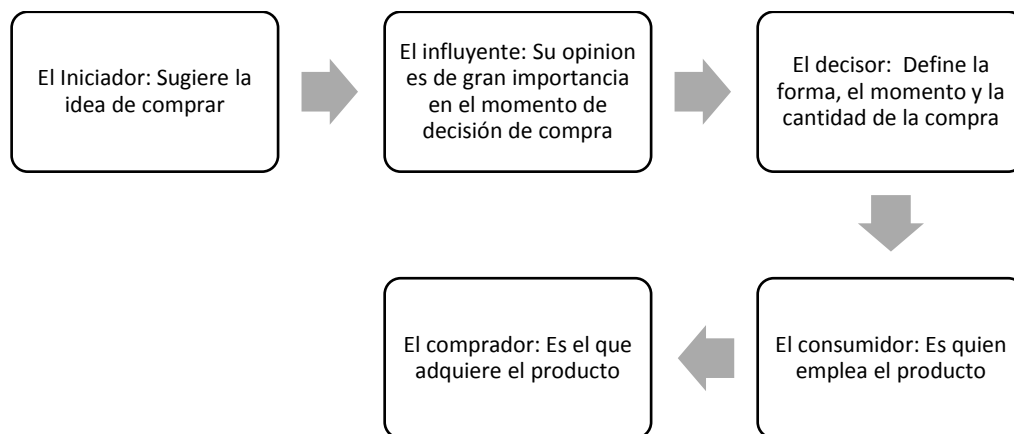 El Iniciador: Sugiere la
idea de comprar
El influyente: Su opinion
es de gran importancia
en el momento de
decisión de compra
El decisor:  Define la
forma, el momento y la
cantidad de la compra
El consumidor: Es quien
emplea el producto
El comprador: Es el que
adquiere el producto